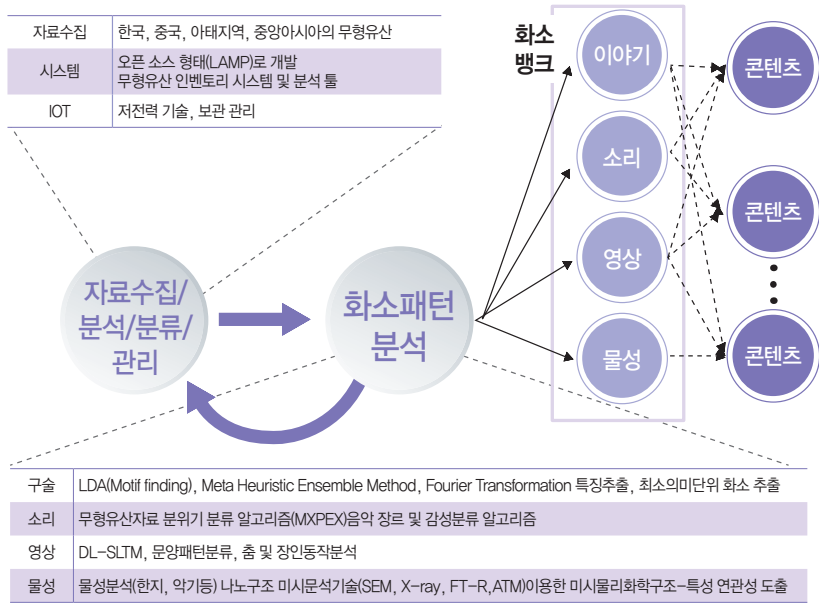 자료수집 한국, 중국, 아태지역, 중앙아시아의 무형유산
시스템 오픈 소스 형태(LAMP)로 개발
무형유산 인벤토리 시스템 및 분석 툴
IOT 저전력 기술, 보관 관리
화소
뱅크
이야기
소리
영상
물성
콘텐츠
콘텐츠
콘텐츠
자료수집/
분석/분류/
관리
화소패턴
분석
구술 LDA(Motif finding), Meta Heuristic Ensemble Method, Fourier Transformation 특징추출, 최소의미단위 화소 추출
소리 무형유산자료 분위기 분류 알고리즘(MXPEX)음악 장르 및 감성분류 알고리즘
영상 DL-SLTM, 문양패턴분류, 춤 및 장인동작분석
물성 물성분석(한지, 악기등) 나노구조 미시문석기술(SEM, X-ray, FT-R,ATM)이용한 미시물리화학구조-특성 연관성 도출